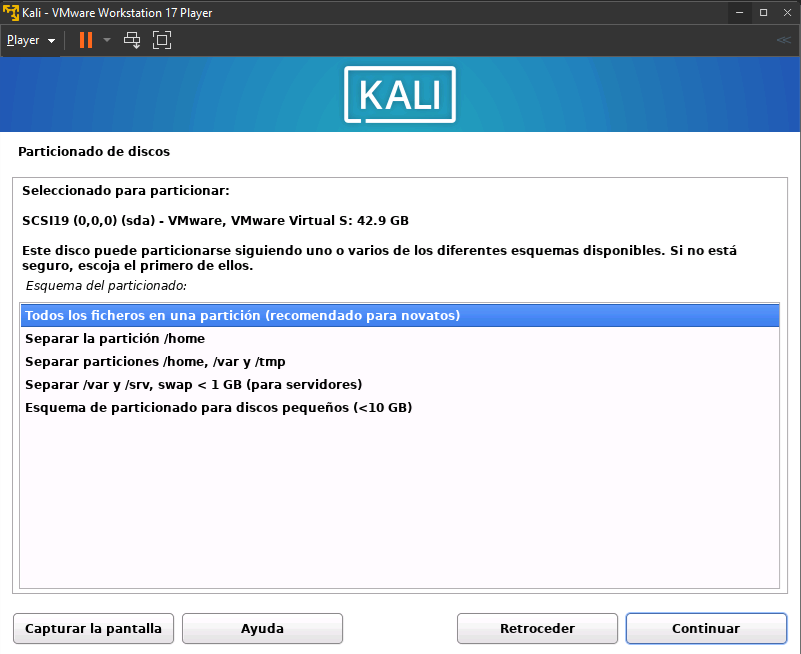 Kali - VMware Workstation 17 Player
Player
KALI
Particionado de discos
Seleccionado para particionar:
SCSI19 (0,0,0) (sda) - VMware, VMware Virtual S: 42.9 GB
Este disco puede particionarse siguiendo uno o varios de los diferentes esquemas disponibles. Si no está
seguro, escoja el primero de ellos.
Esquema del particionado:
Todos los ficheros en una partición (recomendado para novatos)
Separar la partición /home
Separar particiones /home, /var y /tmp
Separar /var y /srv, swap < 1 GB (para servidores)
Esquema de particionado para discos pequeños (<10 GB)
Capturar la pantalla
Ayuda
Retroceder
Continuar